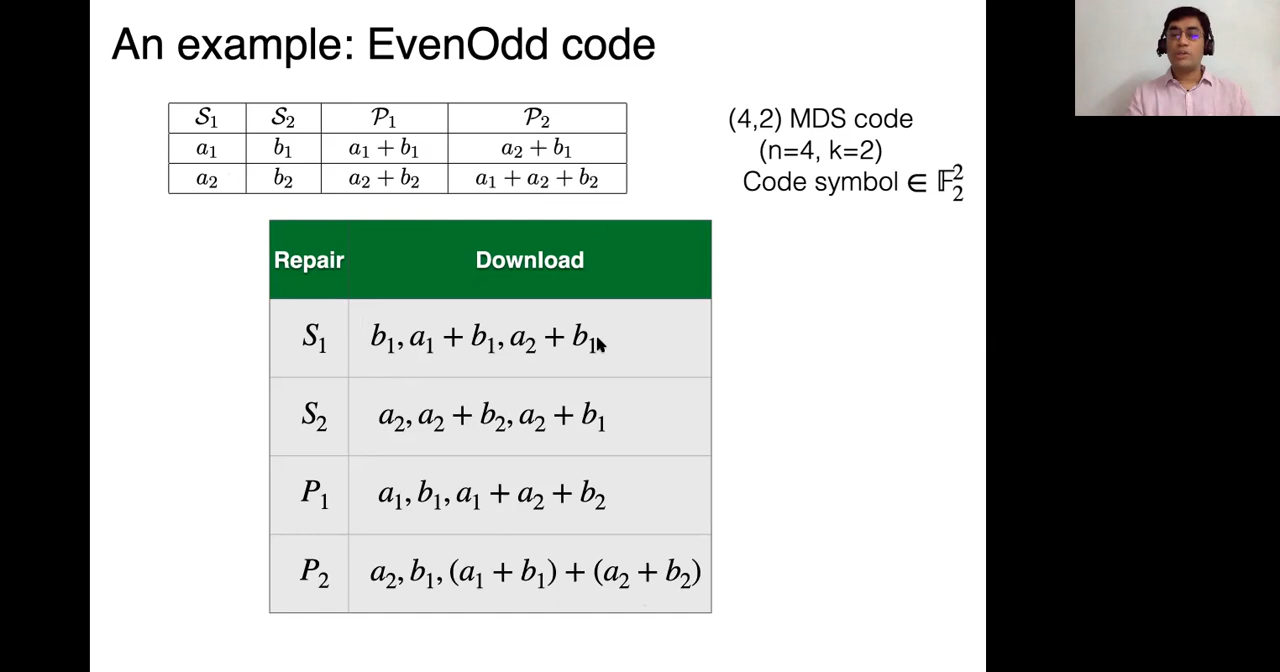 An example: EvenOdd code
𝒮₁ 𝒮₂ 𝒫₁ 𝒫₂
a₁ b₁ a₁ + b₁ a₂ + b₁
a₂ b₂ a₂ + b₂ a₁ + a₂ + b₂
(4,2) MDS code
(n=4, k=2)
Code symbol ∈ 𝔽₂²
Repair Download
S₁ b₁, a₁ + b₁, a₂ + b₁
S₂ a₂, a₂ + b₂, a₂ + b₁
P₁ a₁, b₁, a₁ + a₂ + b₂
P₂ a₂, b₁, (a₁ + b₁) + (a₂ + b₂)